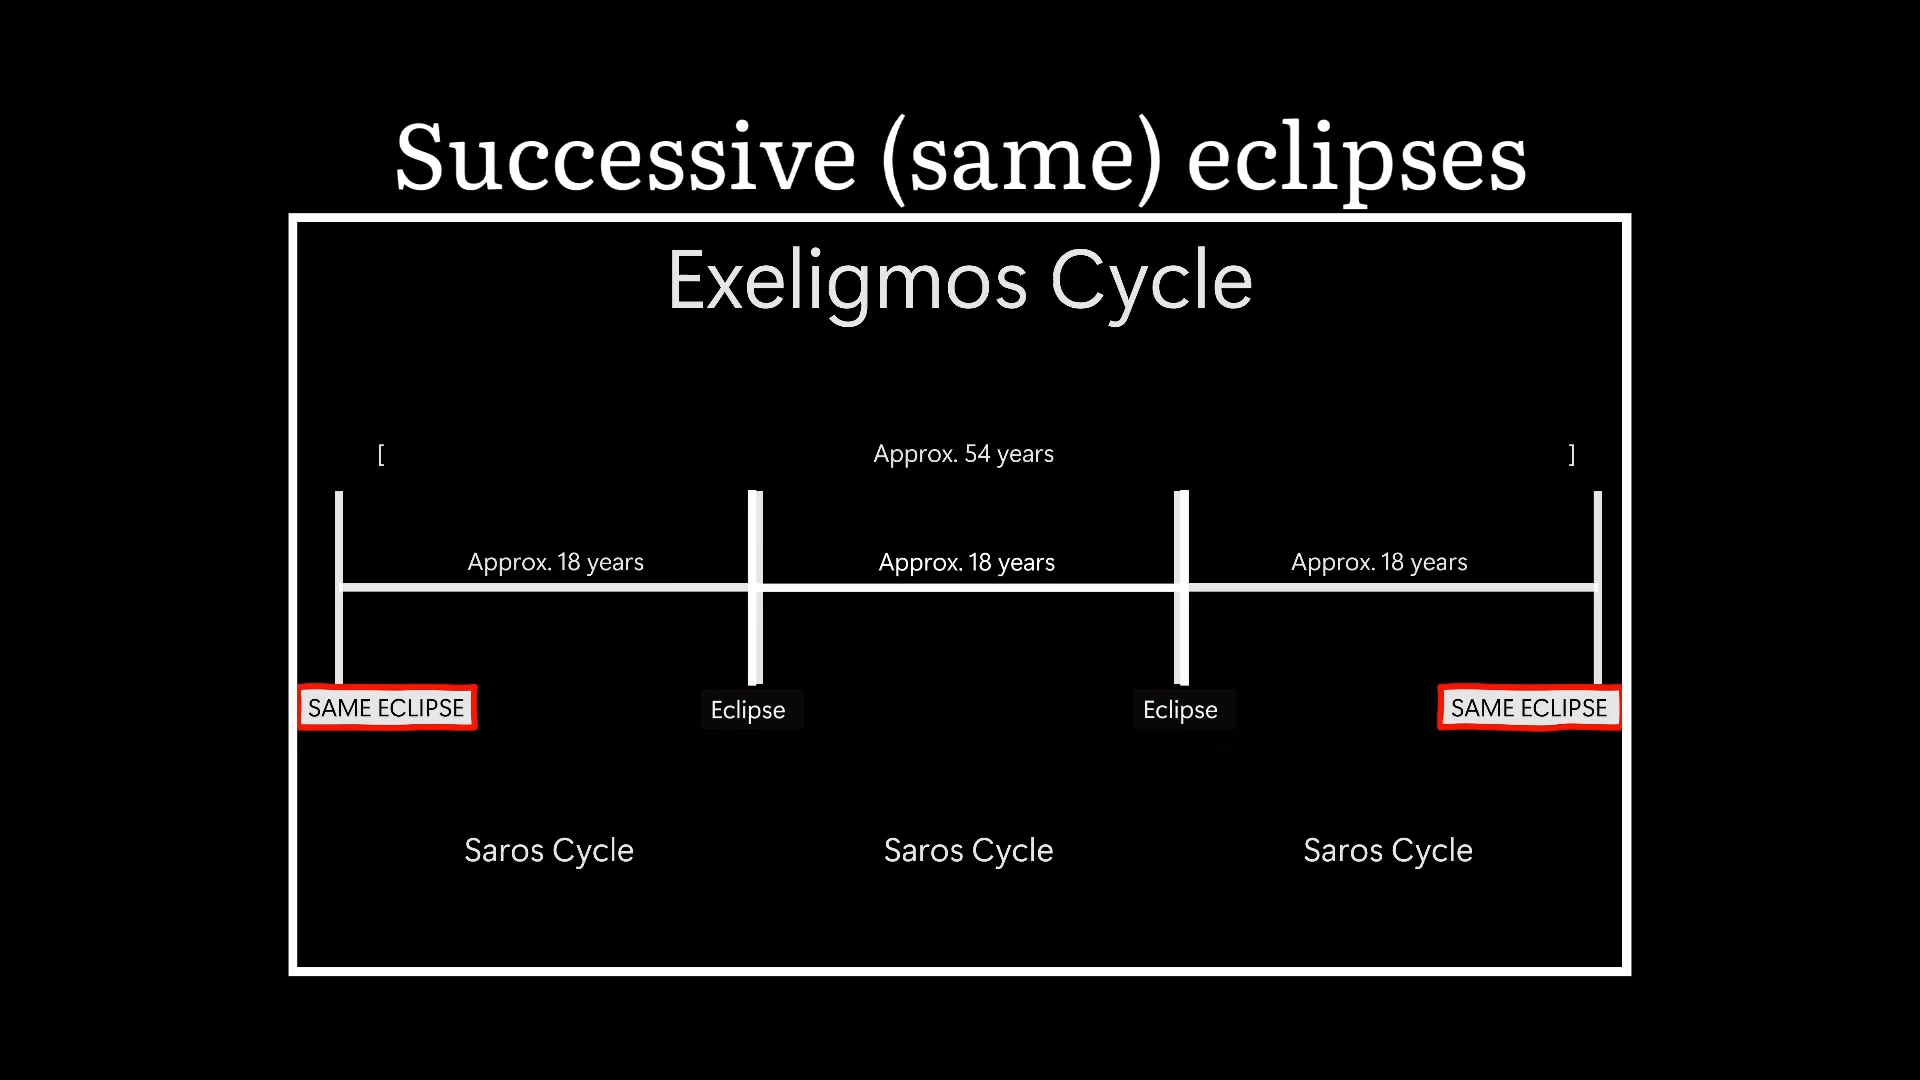 Successive (same) eclipses
Exeligmos Cycle
[ Approx. 54 years ]
Approx. 18 years Approx. 18 years Approx. 18 years
SAME ECLIPSE Eclipse Eclipse SAME ECLIPSE
Saros Cycle Saros Cycle Saros Cycle